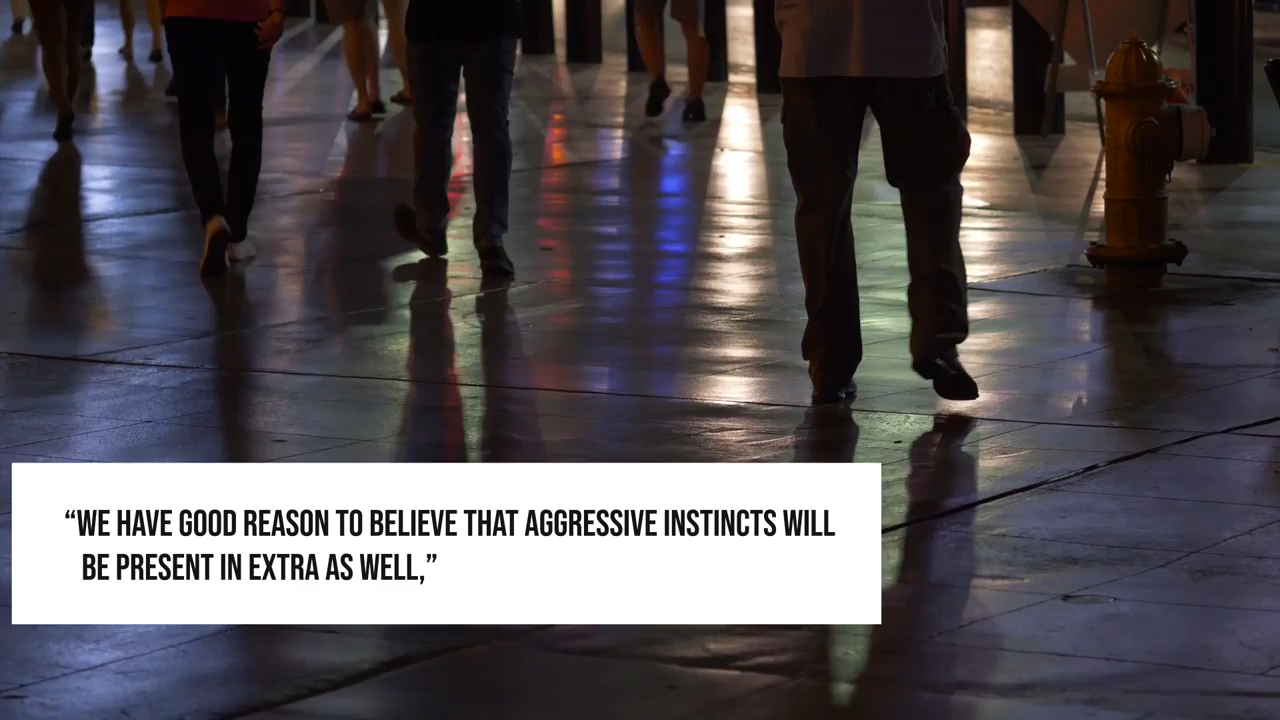 “WE HAVE GOOD REASON TO BELIEVE THAT AGGRESSIVE INSTINCTS WILL
BE PRESENT IN EXTRA AS WELL,”